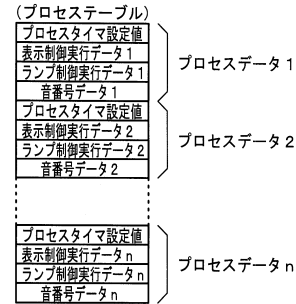 (プロセステーブル)
プロセスタイマ設定値
表示制御実行データ1
ランプ制御実行データ1
音番号データ1
プロセスデータ1
プロセスタイマ設定値
表示制御実行データ2
ランプ制御実行データ2
音番号データ2
プロセスデータ2
プロセスタイマ設定値
表示制御実行データn
ランプ制御実行データn
音番号データn
プロセスデータn